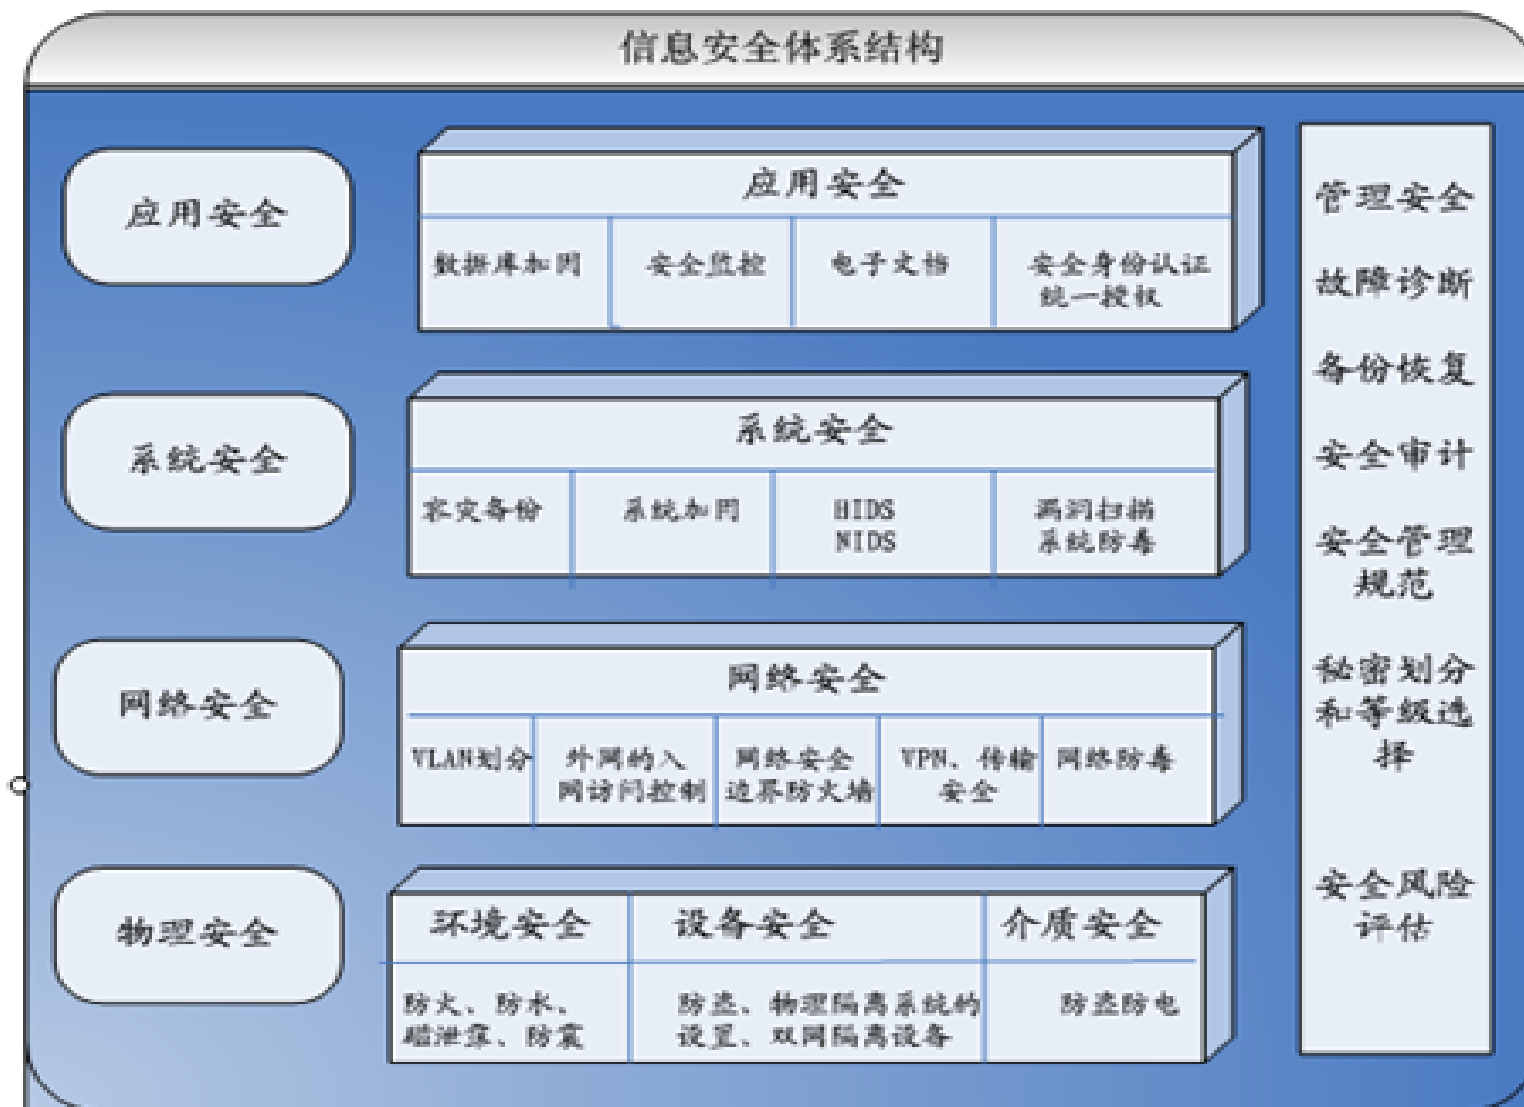 信息安全体系结构
应用安全
应用安全
数据库加固
安全监控
电子文档
安全身份认证
统一授权
系统安全
系统安全
容灾备份
系统加固
HIDS
NIDS
漏洞扫描
系统防毒
网络安全
网络安全
VLAN划分
外网的入
网访问控制
网络安全
边界防火墙
VPN、传输
安全
网络防毒
物理安全
环境安全
设备安全
介质安全
防火、防水、
磁泄露、防震
防盗、物理隔离系统的
设置、双网隔离设备
防盗防电
管理安全
故障诊断
备份恢复
安全审计
安全管理
规范
秘密划分
和等级选
择
安全风险
评估